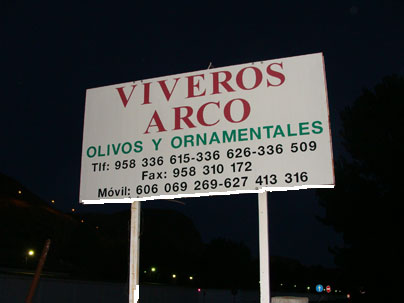 VIVEROS
ARCO
OLIVOS Y ORNAMENTALES
Tlf: 958 336 615-336 626-336 509
Fax: 958 310 172
Móvil: 606 069 269-627 413 316